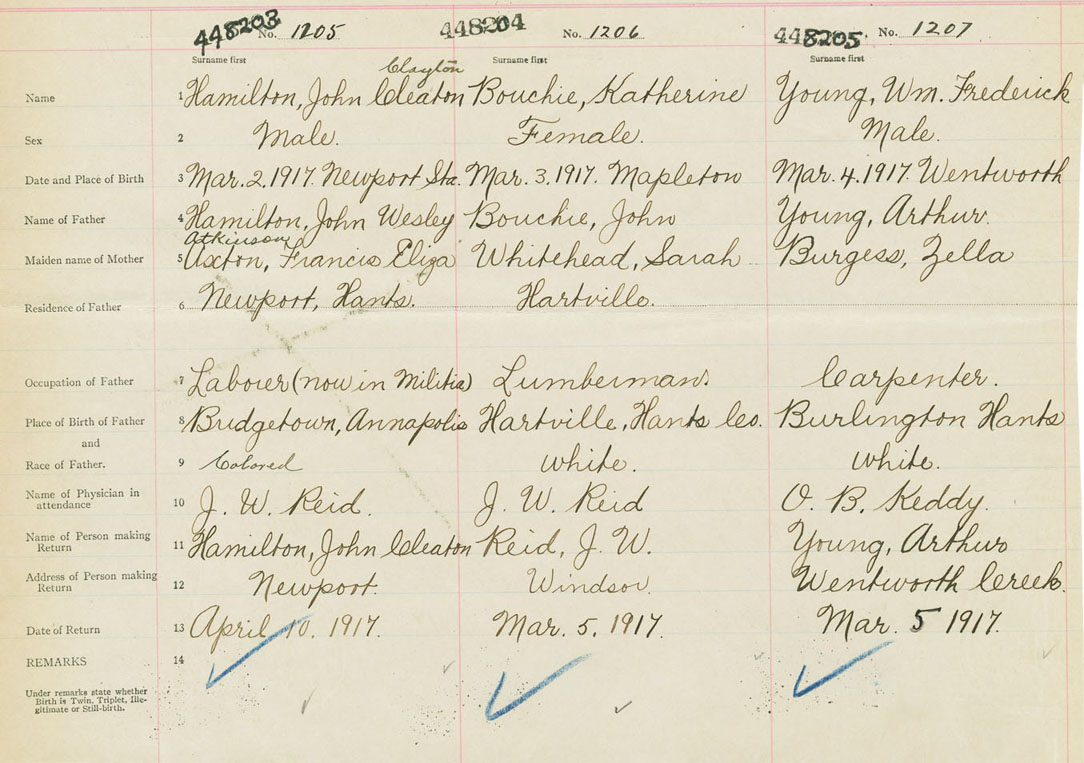 448203 No. 1205 448204 No. 1206 448205 No. 1207
Surname first Surname first Surname first
Clayton
Name 1 Hamilton, John Cleaton Bouchie, Katherine Young, Wm. Frederick
Sex 2 Male. Female. Male.
Date and Place of Birth 3 Mar. 2. 1917. Newport Sta. Mar. 3. 1917. Mapleton Mar. 4. 1917. Wentworth
Name of Father 4 Hamilton, John Wesley Bouchie, John Young, Arthur.
Atkinson
Maiden name of Mother 5 Uxton, Francis Eliza Whitehead, Sarah Burgess, Zella
Residence of Father 6 Newport, Hants. Hartville.
Occupation of Father 7 Laborer (now in Militia) Lumberman. Carpenter.
Place of Birth of Father 8 Bridgetown, Annapolis Hartville, Hants Co. Burlington Hants
and
Race of Father. 9 Colored White. White.
Name of Physician in
attendance 10 J. W. Reid. J. W. Reid O. B. Keddy.
Name of Person making
Return 11 Hamilton, John Cleaton Reid, J. W. Young, Arthur
Address of Person making
Return 12 Newport. Windsor. Wentworth Creek.
Date of Return 13 April 10. 1917. Mar. 5. 1917. Mar. 5 1917.
REMARKS 14
Under remarks state whether
Birth is Twin, Triplet, Ille-
gitimate or Still-birth.